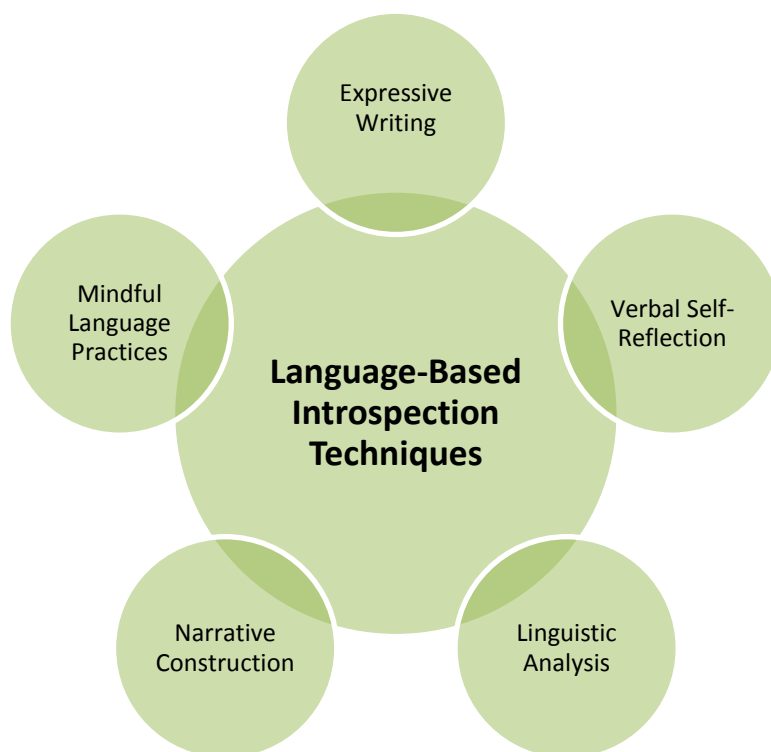 Expressive
Writing
Verbal Self-
Reflection
Linguistic
Analysis
Narrative
Construction
Mindful
Language
Practices
Language-Based
Introspection
Techniques